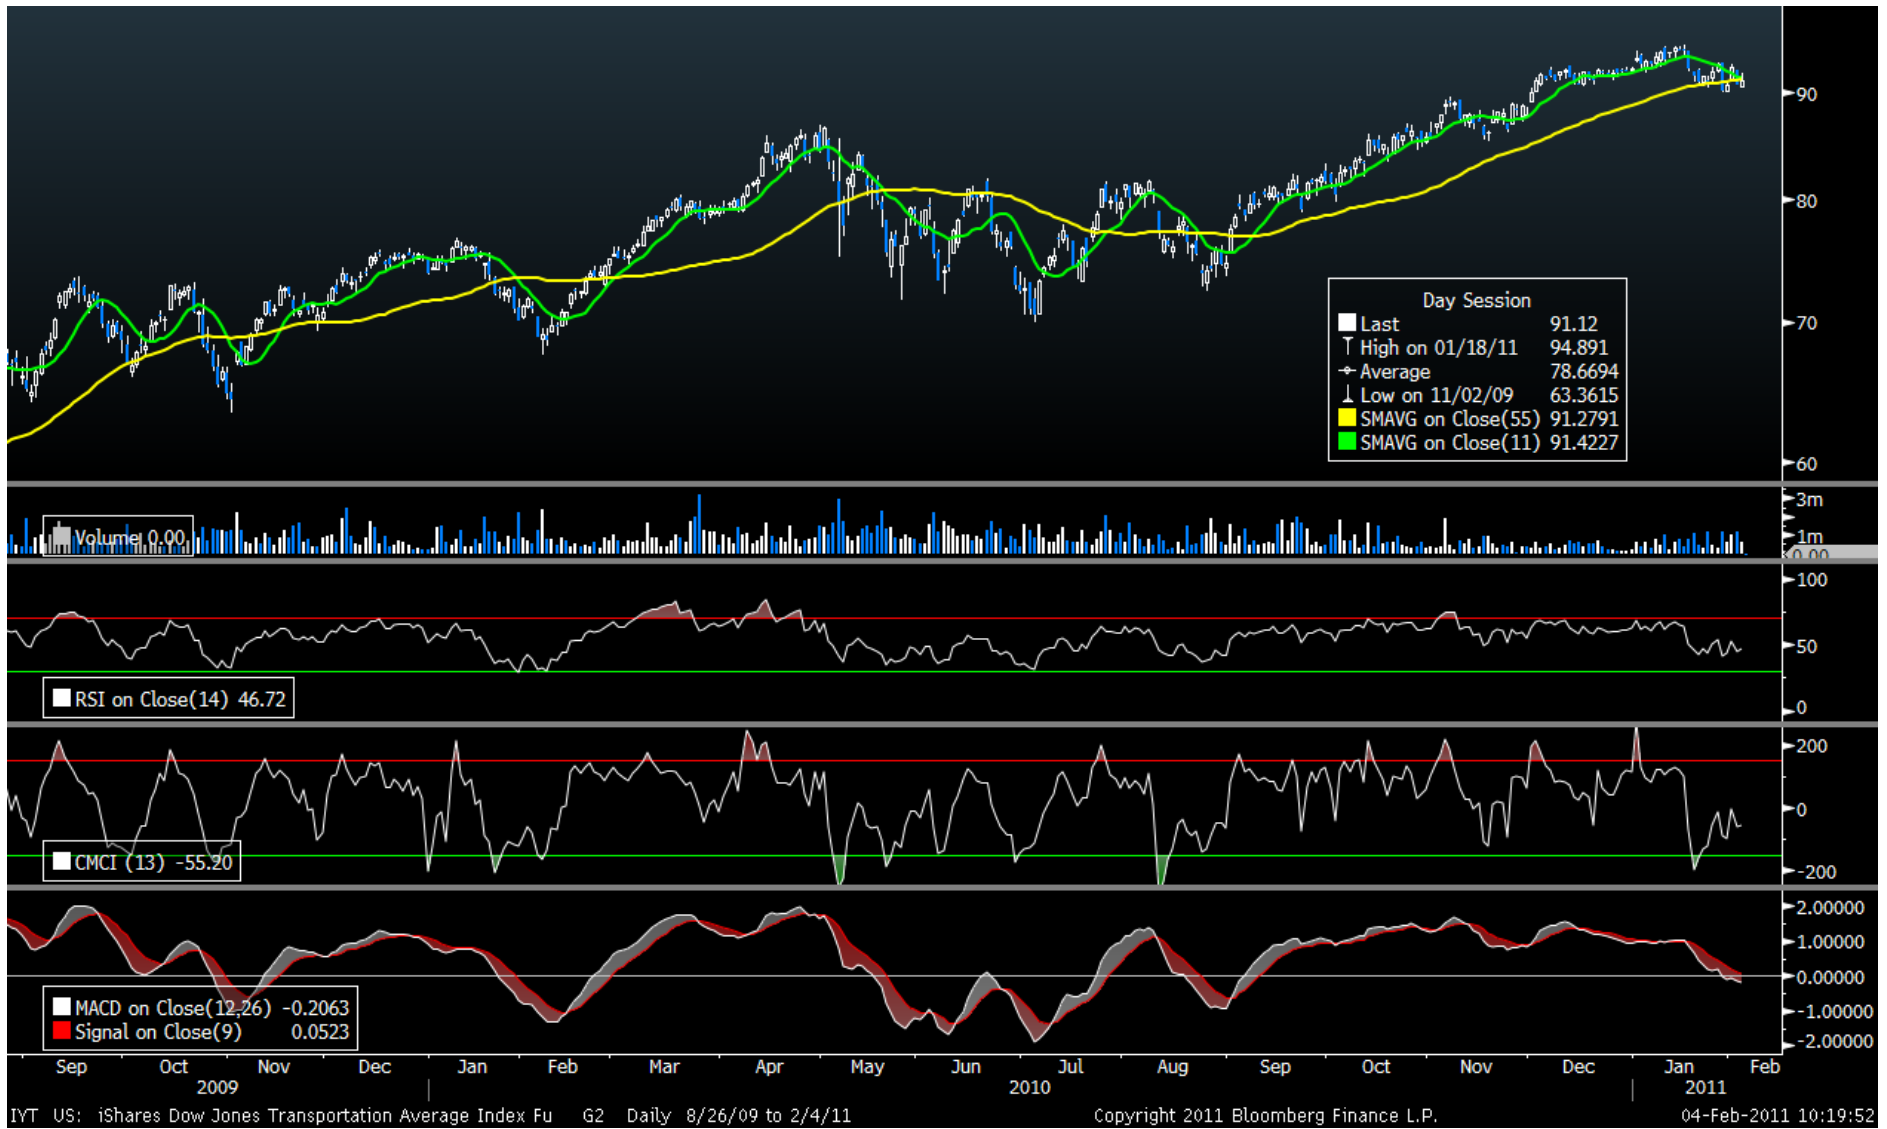 90
80
70
60
Day Session
Last 91.12
High on 01/18/11 94.891
Average 78.6694
Low on 11/02/09 63.3615
SMAVG on Close(55) 91.2791
SMAVG on Close(11) 91.4227
3m
1m
0.00
Volume 0.00
100
50
0
RSI on Close(14) 46.72
200
0
-200
CMCI (13) -55.20
2.00000
1.00000
0.00000
-1.00000
-2.00000
MACD on Close(12,26) -0.2063
Signal on Close(9) 0.0523
Sep Oct Nov Dec Jan Feb Mar Apr May Jun Jul Aug Sep Oct Nov Dec Jan Feb
2009 2010 2011
IYT US: iShares Dow Jones Transportation Average Index Fu G2 Daily 8/26/09 to 2/4/11 Copyright 2011 Bloomberg Finance L.P. 04-Feb-2011 10:19:52